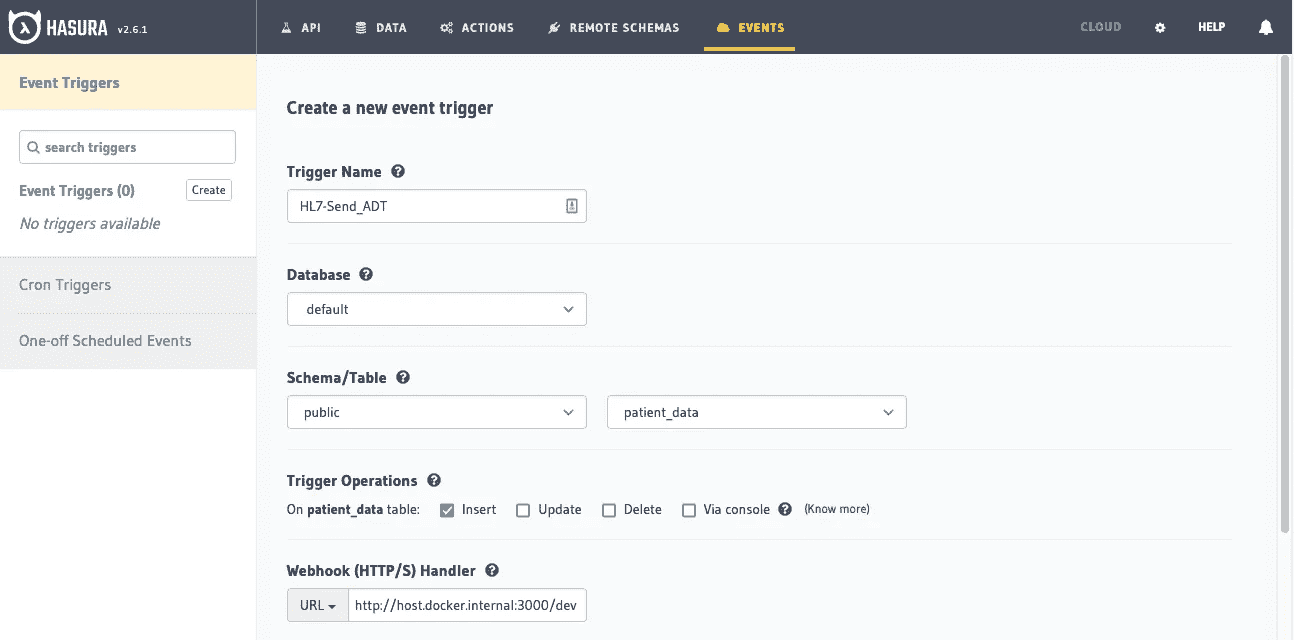 HASURA v2.6.1 API DATA ACTIONS REMOTE SCHEMAS EVENTS CLOUD HELP
Event Triggers
search triggers
Event Triggers (0) Create
No triggers available
Cron Triggers
One-off Scheduled Events
Create a new event trigger
Trigger Name
HL7-Send_ADT
Database
default
Schema/Table
public patient_data
Trigger Operations
On patient_data table: Insert Update Delete Via console (Know more)
Webhook (HTTP/S) Handler
URL http://host.docker.internal:3000/dev